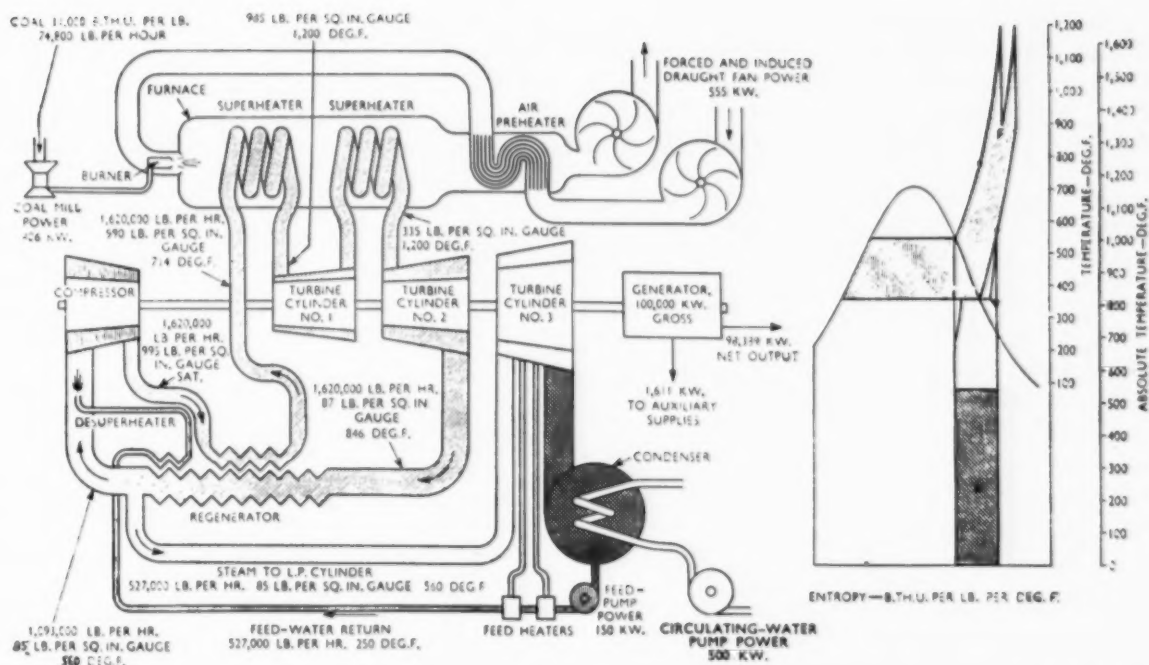 COAL 11,000 B.TH.U. PER LB.
74,800 LB. PER HOUR
985 LB. PER SQ. IN. GAUGE
1,200 DEG.F.
FORCED AND INDUCED
DRAUGHT FAN POWER
555 KW.
FURNACE
SUPERHEATER
SUPERHEATER
AIR
PREHEATER
BURNER
COAL MILL
POWER
KW.
1,620,000 LB. PER HR.
990 LB. PER SQ. IN.
GAUGE
714 DEG.F.
335 LB. PER SQ. IN. GAUGE
1,200 DEG.F.
COMPRESSOR
TURBINE
CYLINDER
NO. 1
TURBINE
CYLINDER
NO. 2
TURBINE
CYLINDER
NO. 3
GENERATOR,
100,000 KW.
GROSS
98,389 KW.
NET OUTPUT
1,611 KW.
TO AUXILIARY
SUPPLIES
1,620,000
LB. PER HR.
995 LB. PER SQ.
IN. GAUGE
SAT.
DESUPERHEATER
1,620,000 LB. PER HR.
87 LB. PER SQ. IN
GAUGE
846 DEG.F.
CONDENSER
REGENERATOR
STEAM TO L.P. CYLINDER
527,000 LB. PER HR. 85 LB. PER SQ. IN. GAUGE 560 DEG F
FEED-WATER RETURN
527,000 LB. PER HR. 250 DEG.F.
FEED HEATERS
FEED-
PUMP
POWER
150 KW.
CIRCULATING-WATER
PUMP POWER
500 KW.
1,093,000 LB. PER HR.
85 LB. PER SQ. IN. GAUGE
560 DEG.F.
1,200
1,100
1,000
900
800
700
600
500
400
300
200
100
TEMPERATURE—DEG.F.
1,600
1,500
1,400
1,300
1,200
1,100
1,000
900
800
700
600
500
400
300
200
100
0
ABSOLUTE TEMPERATURE—DEG.F.
ENTROPY—B.TH.U. PER LB. PER DEG. F.